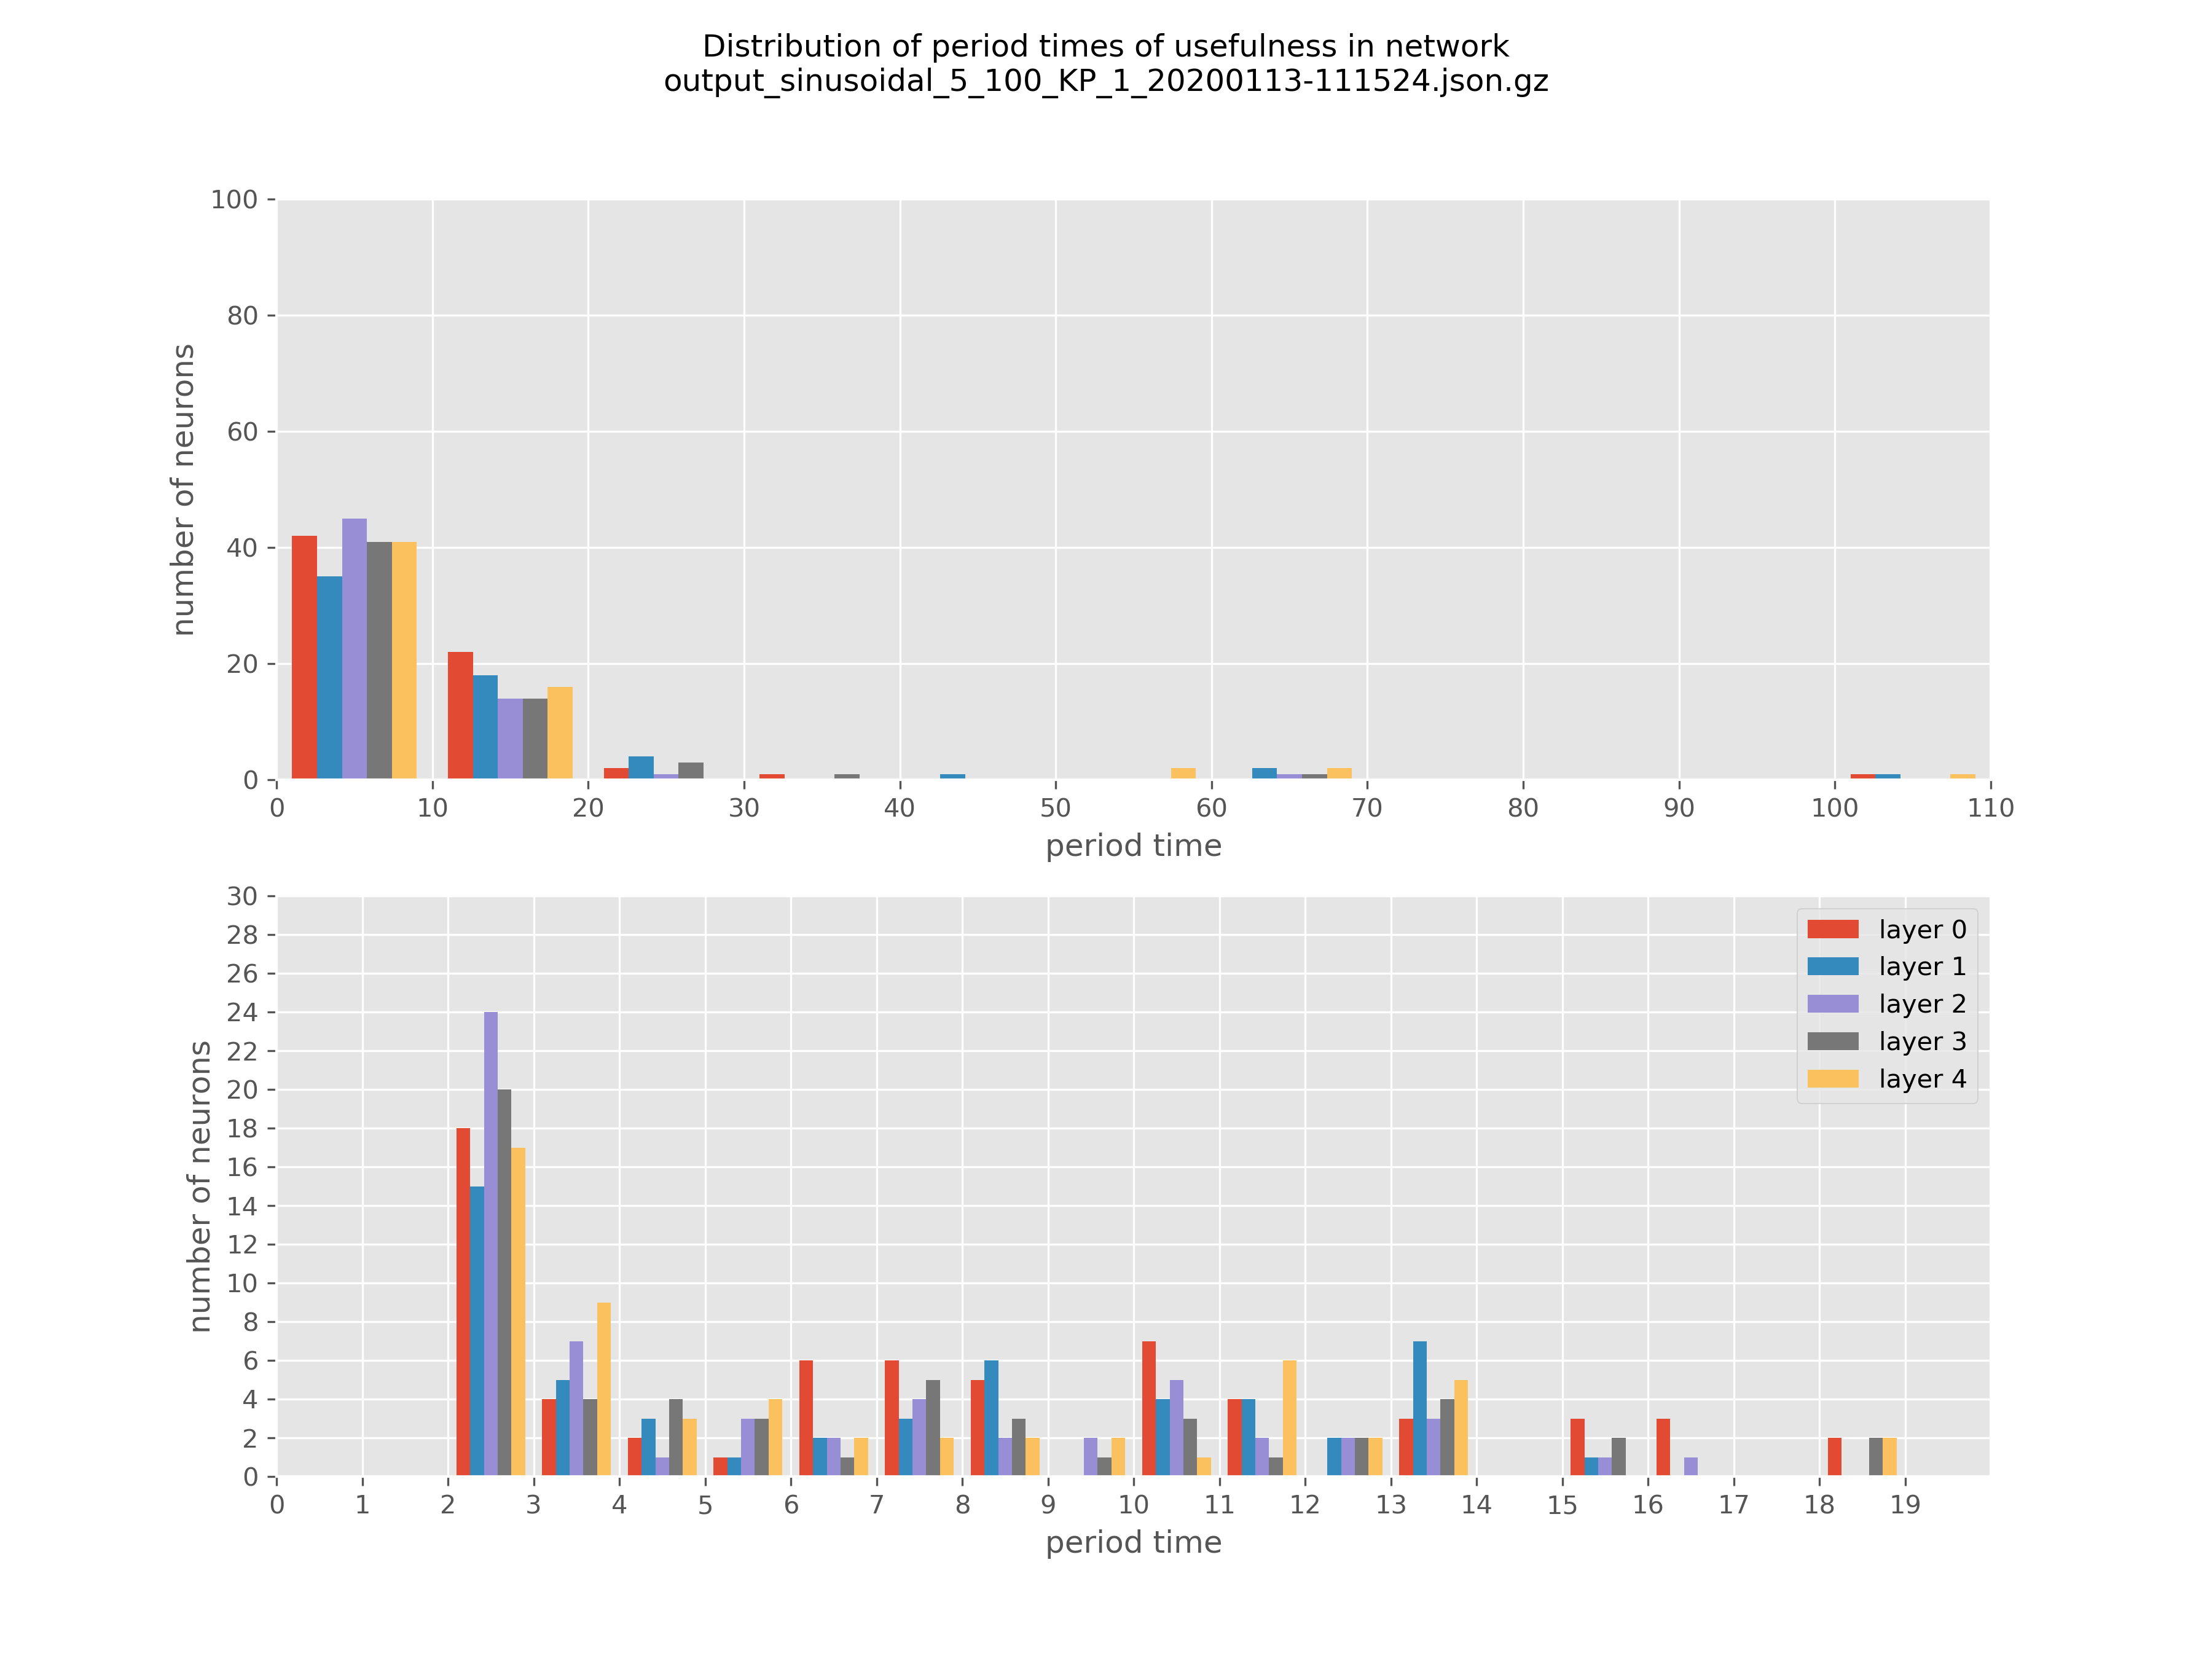 Distribution of period times of usefulness in network
output_sinusoidal_5_100_KP_1_20200113-111524.json.gz
100
80
60
40
20
0
number of neurons
0 10 20 30 40 50 60 70 80 90 100 110
period time
30
28
26
24
22
20
18
16
14
12
10
8
6
4
2
0
number of neurons
layer 0
layer 1
layer 2
layer 3
layer 4
0 1 2 3 4 5 6 7 8 9 10 11 12 13 14 15 16 17 18 19
period time